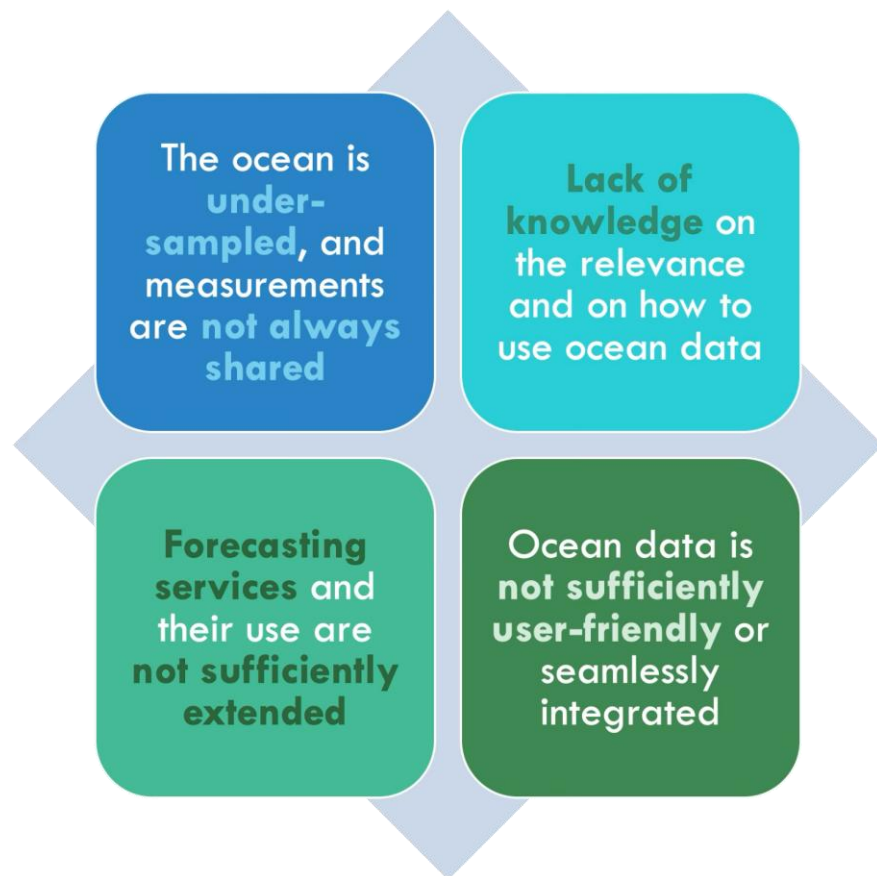 The ocean is
under-
sampled, and
measurements
are not always
shared
Lack of
knowledge on
the relevance
and on how to
use ocean data
Forecasting
services and
their use are
not sufficiently
extended
Ocean data is
not sufficiently
user-friendly or
seamlessly
integrated